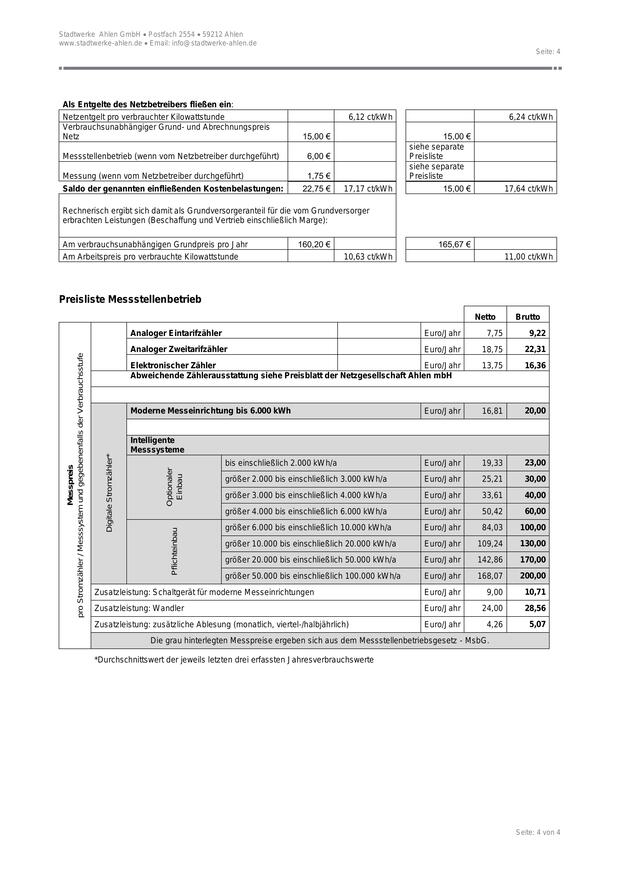 Stadtwerke Ahlen GmbH • Postfach 2554 • 59212 Ahlen
www.stadtwerke-ahlen.de • Email: info@stadtwerke-ahlen.de
Seite: 4
Als Entgelte des Netzbetreibers fließen ein:
Netzentgelt pro verbrauchter Kilowattstunde 6,12 ct/kWh 6,24 ct/kWh
Verbrauchsunabhängiger Grund- und Abrechnungspreis
Netz 15,00 € 15,00 €
Messstellenbetrieb (wenn vom Netzbetreiber durchgeführt) 6,00 € siehe separate
Preisliste
Messung (wenn vom Netzbetreiber durchgeführt) 1,75 € siehe separate
Preisliste
Saldo der genannten einfließenden Kostenbelastungen: 22,75 € 17,17 ct/kWh 15,00 € 17,64 ct/kWh
Rechnerisch ergibt sich damit als Grundversorgeranteil für die vom Grundversorger
erbrachten Leistungen (Beschaffung und Vertrieb einschließlich Marge):
Am verbrauchsunabhängigen Grundpreis pro Jahr 160,20 € 165,67 €
Am Arbeitspreis pro verbrauchte Kilowattstunde 10,63 ct/kWh 11,00 ct/kWh
Preisliste Messstellenbetrieb
Netto Brutto
Messpreis
pro Stromzähler / Messsystem und gegebenenfalls der Verbrauchsstufe
Analoger Eintarifzähler Euro/Jahr 7,75 9,22
Analoger Zweitarifzähler Euro/Jahr 18,75 22,31
Elektronischer Zähler Euro/Jahr 13,75 16,36
Abweichende Zählerausstattung siehe Preisblatt der Netzgesellschaft Ahlen mbH
Digitale Stromzähler*
Moderne Messeinrichtung bis 6.000 kWh Euro/Jahr 16,81 20,00
Intelligente
Messsysteme
Optionaler
Einbau
bis einschließlich 2.000 kWh/a Euro/Jahr 19,33 23,00
größer 2.000 bis einschließlich 3.000 kWh/a Euro/Jahr 25,21 30,00
größer 3.000 bis einschließlich 4.000 kWh/a Euro/Jahr 33,61 40,00
größer 4.000 bis einschließlich 6.000 kWh/a Euro/Jahr 50,42 60,00
Pflichteinbau
größer 6.000 bis einschließlich 10.000 kWh/a Euro/Jahr 84,03 100,00
größer 10.000 bis einschließlich 20.000 kWh/a Euro/Jahr 109,24 130,00
größer 20.000 bis einschließlich 50.000 kWh/a Euro/Jahr 142,86 170,00
größer 50.000 bis einschließlich 100.000 kWh/a Euro/Jahr 168,07 200,00
Zusatzleistung: Schaltgerät für moderne Messeinrichtungen Euro/Jahr 9,00 10,71
Zusatzleistung: Wandler Euro/Jahr 24,00 28,56
Zusatzleistung: zusätzliche Ablesung (monatlich, viertel-/halbjährlich) Euro/Jahr 4,26 5,07
Die grau hinterlegten Messpreise ergeben sich aus dem Messstellenbetriebsgesetz - MsbG.
*Durchschnittswert der jeweils letzten drei erfassten Jahresverbrauchswerte
Seite: 4 von 4